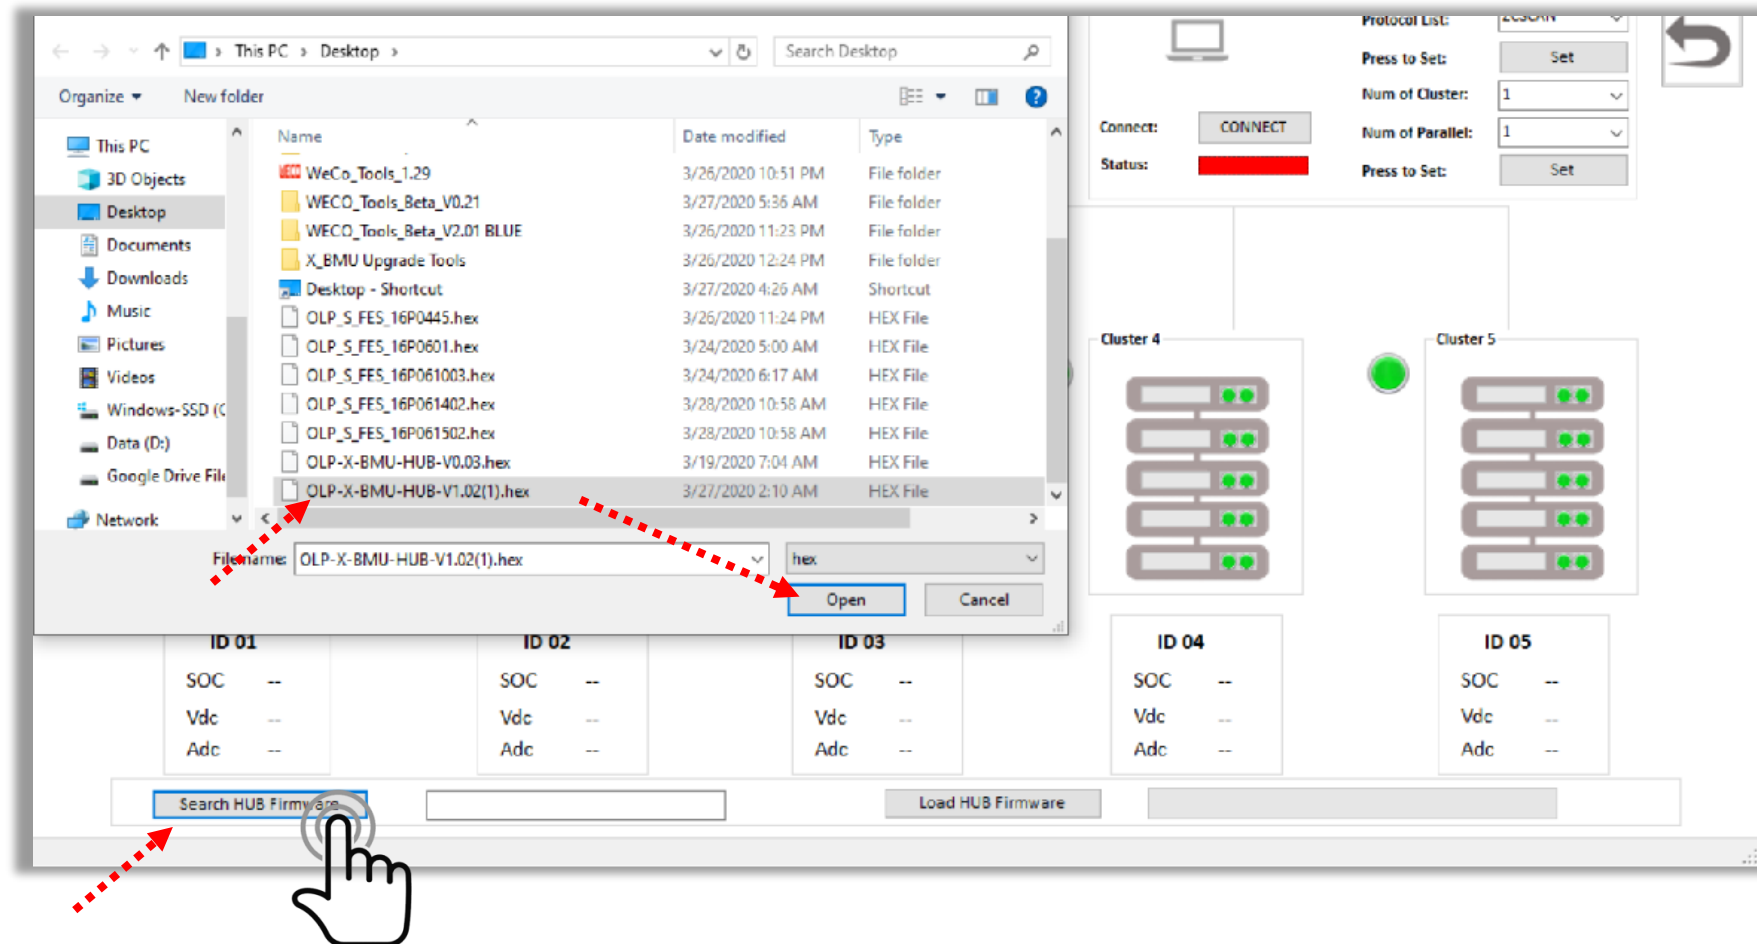 This PC > Desktop >
Search Desktop
Organize
New folder
Name
Date modified
Type
This PC
3D Objects
Desktop
Documents
Downloads
Music
Pictures
Videos
Windows-SSD (C
Data (D:)
Google Drive File
Network
WECO WeCo_Tools_1.29 3/26/2020 10:51 PM File folder
WECO_Tools_Beta_V0.21 3/27/2020 5:36 AM File folder
WECO_Tools_Beta_V2.01 BLUE 3/26/2020 11:23 PM File folder
X_BMU Upgrade Tools 3/26/2020 12:24 PM File folder
Desktop - Shortcut 3/27/2020 4:26 AM Shortcut
OLP_S_FES_16P0445.hex 3/26/2020 11:24 PM HEX File
OLP_S_FES_16P0601.hex 3/24/2020 5:00 AM HEX File
OLP_S_FES_16P061003.hex 3/24/2020 6:17 AM HEX File
OLP_S_FES_16P061402.hex 3/28/2020 10:58 AM HEX File
OLP_S_FES_16P061502.hex 3/28/2020 10:58 AM HEX File
OLP-X-BMU-HUB-V0.03.hex 3/19/2020 7:04 AM HEX File
OLP-X-BMU-HUB-V1.02(1).hex 3/27/2020 2:10 AM HEX File
File name: OLP-X-BMU-HUB-V1.02(1).hex
hex
Open
Cancel
Protocol List:
Press to Set: Set
Num of Cluster: 1
Connect: CONNECT
Num of Parallel: 1
Status:
Press to Set: Set
Cluster 4
Cluster 5
ID 01
SOC --
Vdc --
Adc --
ID 02
SOC --
Vdc --
Adc --
ID 03
SOC --
Vdc --
Adc --
ID 04
SOC --
Vdc --
Adc --
ID 05
SOC --
Vdc --
Adc --
Search HUB Firmware
Load HUB Firmware